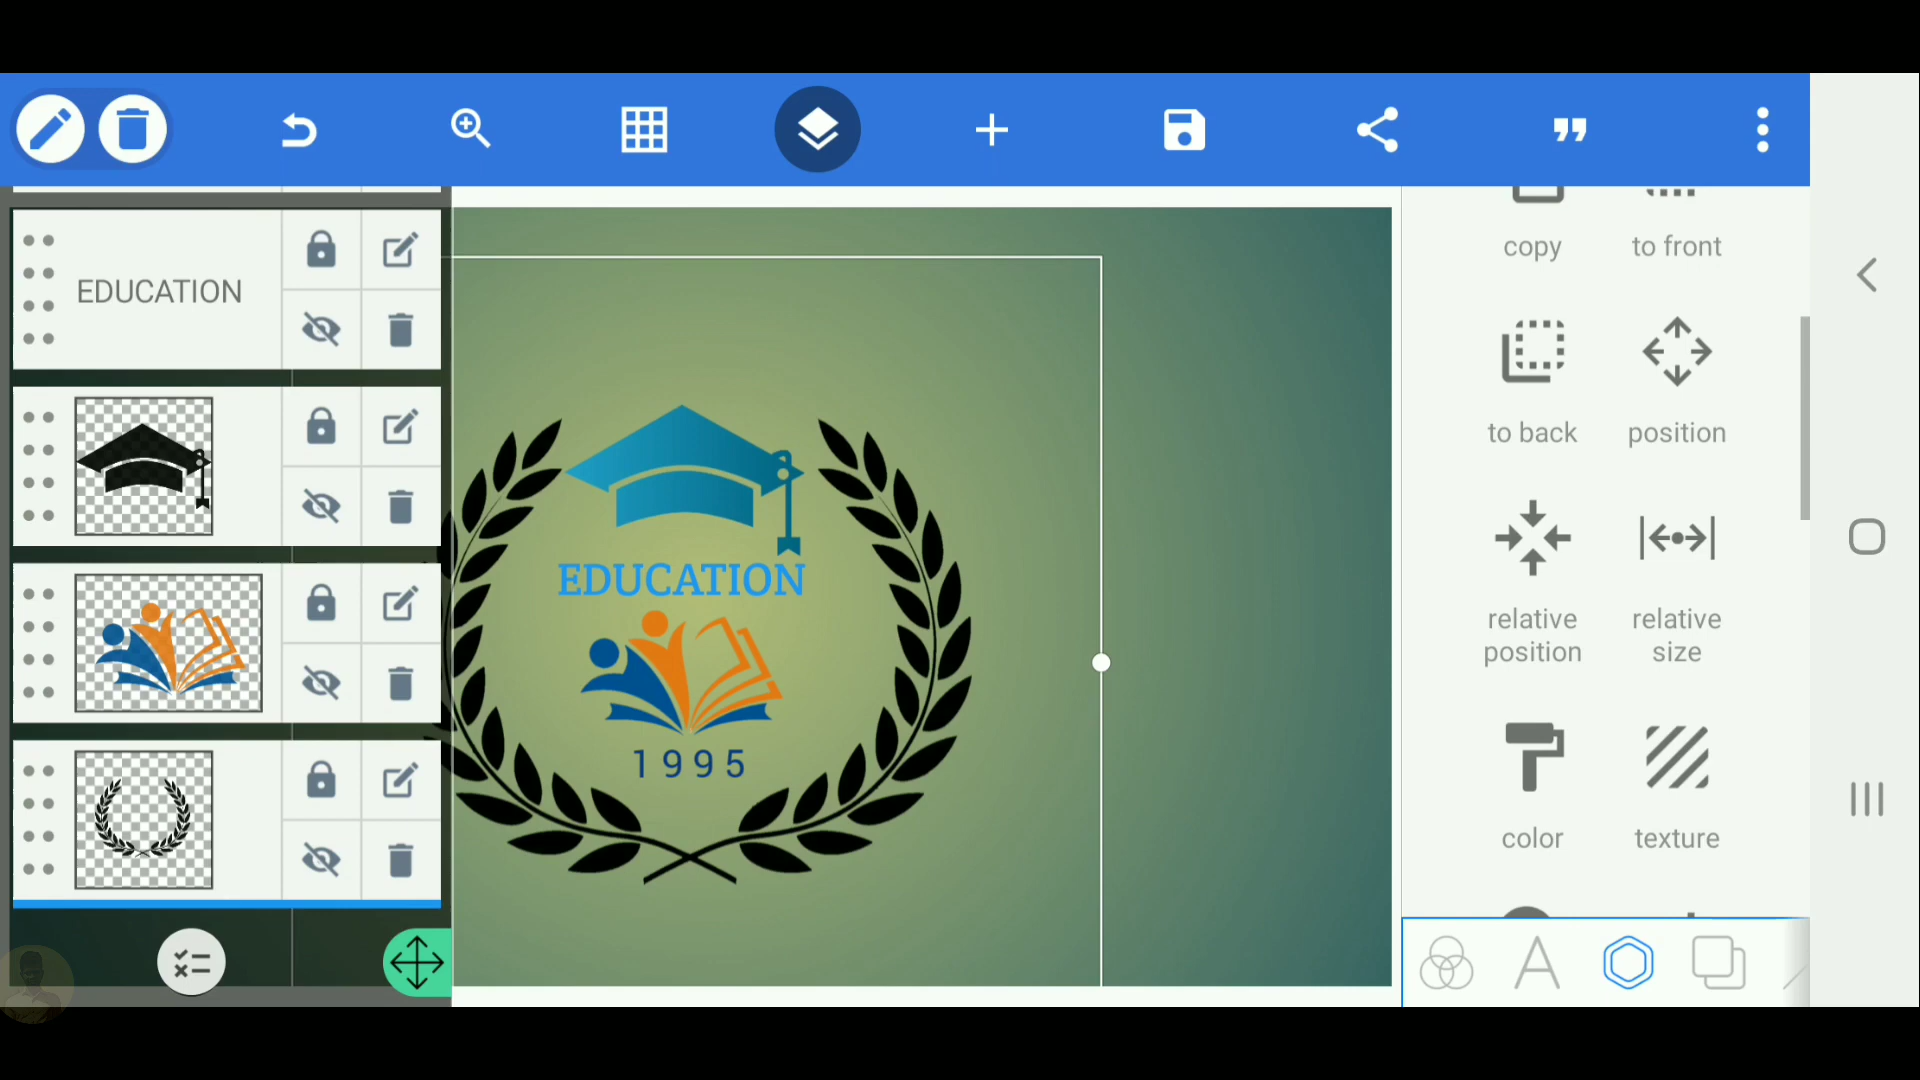 EDUCATION
EDUCATION
1995
copy
to front
to back
position
relative
position
relative
size
color
texture